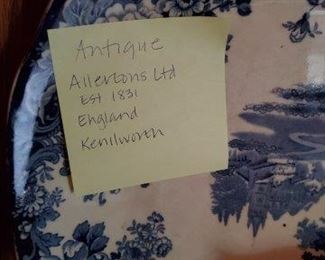 Antique
Allertons Ltd
Est 1831
England
Kenilworth